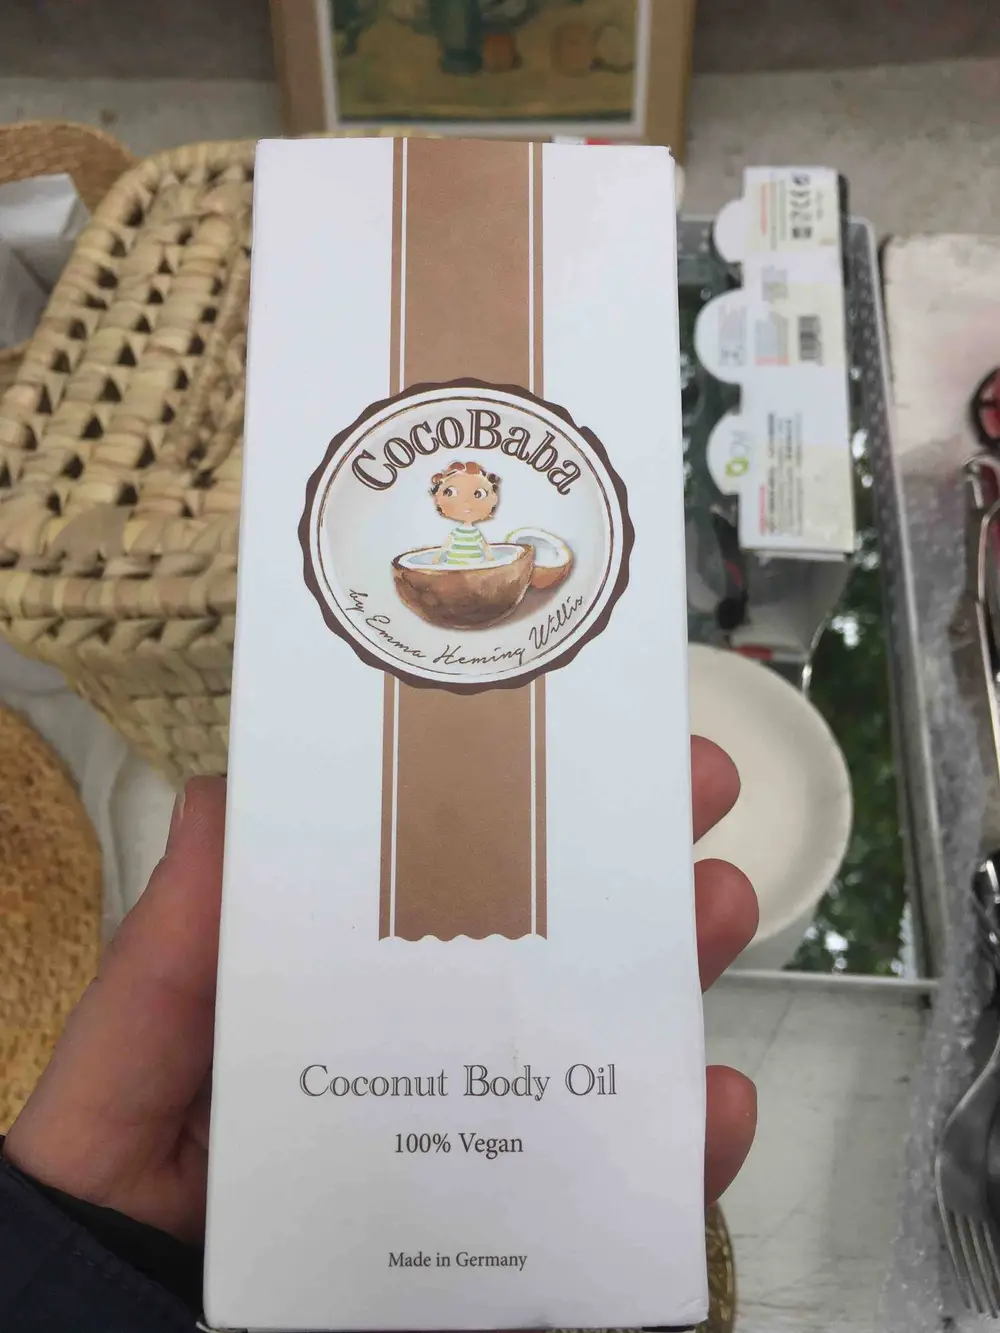 CocoBaba
by Emma Heming Willis
Coconut Body Oil
100% Vegan
Made in Germany